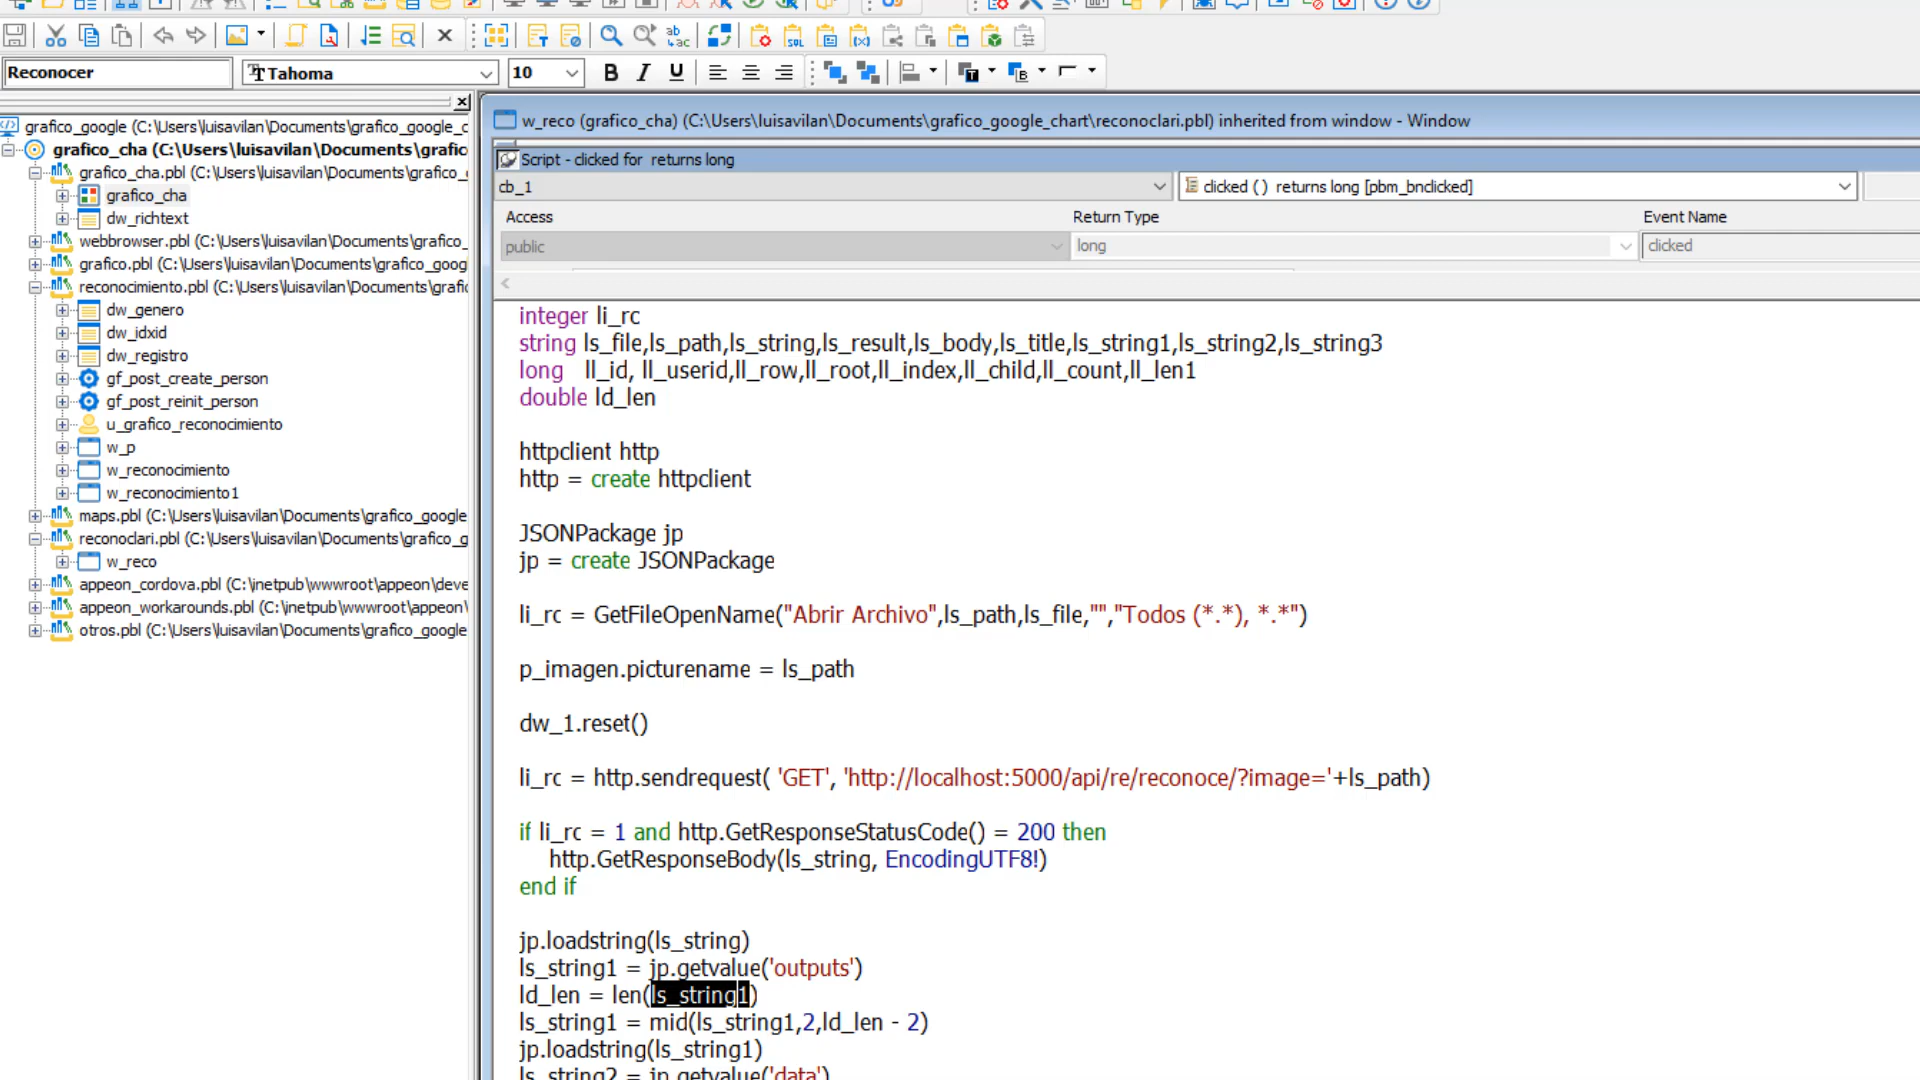 Reconocer
Tahoma
10
B I U
grafico_google (C:\Users\luisavilan\Documents\grafico_google_c
grafico_cha (C:\Users\luisavilan\Documents\grafic
grafico_cha.pbl (C:\Users\luisavilan\Documents\grafico_
grafico_cha
dw_richtext
webbrowser.pbl (C:\Users\luisavilan\Documents\grafico_
grafico.pbl (C:\Users\luisavilan\Documents\grafico_goog
reconocimiento.pbl (C:\Users\luisavilan\Documents\grafic
dw_genero
dw_idxid
dw_registro
gf_post_create_person
gf_post_reinit_person
u_grafico_reconocimiento
w_p
w_reconocimiento
w_reconocimiento1
maps.pbl (C:\Users\luisavilan\Documents\grafico_google
reconoclari.pbl (C:\Users\luisavilan\Documents\grafico_g
w_reco
appeon_cordova.pbl (C:\inetpub\wwwroot\appeon\deve
appeon_workarounds.pbl (C:\inetpub\wwwroot\appeon\
otros.pbl (C:\Users\luisavilan\Documents\grafico_google
w_reco (grafico_cha) (C:\Users\luisavilan\Documents\grafico_google_chart\reconoclari.pbl) inherited from window - Window
Script - clicked for returns long
cb_1
clicked ( ) returns long [pbm_bnclicked]
Access
Return Type
Event Name
public
long
clicked
integer li_rc
string ls_file,ls_path,ls_string,ls_result,ls_body,ls_title,ls_string1,ls_string2,ls_string3
long ll_id, ll_userid,ll_row,ll_root,ll_index,ll_child,ll_count,ll_len1
double ld_len
httpclient http
http = create httpclient
JSONPackage jp
jp = create JSONPackage
li_rc = GetFileOpenName("Abrir Archivo",ls_path,ls_file,"","Todos (*.*), *.*")
p_imagen.picturename = ls_path
dw_1.reset()
li_rc = http.sendrequest( 'GET', 'http://localhost:5000/api/re/reconoce/?image='+ls_path)
if li_rc = 1 and http.GetResponseStatusCode() = 200 then
http.GetResponseBody(ls_string, EncodingUTF8!)
end if
jp.loadstring(ls_string)
ls_string1 = jp.getvalue('outputs')
ld_len = len(ls_string1)
ls_string1 = mid(ls_string1,2,ld_len - 2)
jp.loadstring(ls_string1)
ls_string2 = jp.getvalue('data')